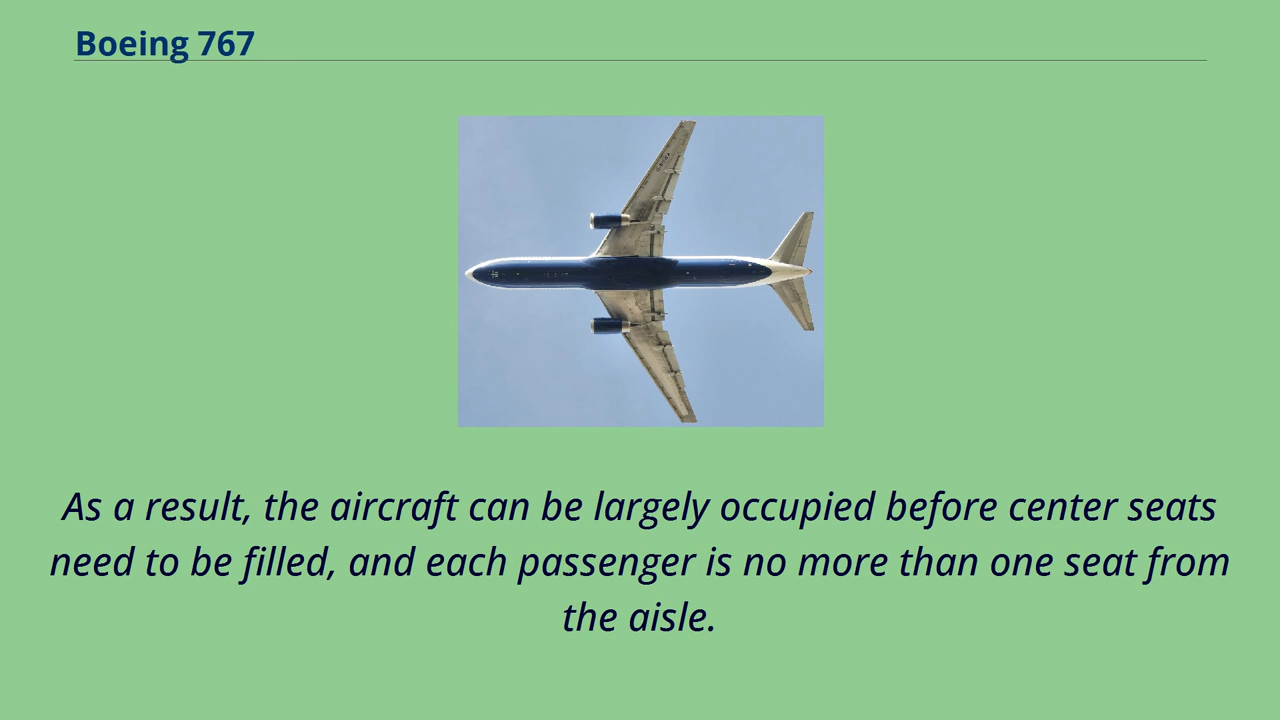 Boeing 767
As a result, the aircraft can be largely occupied before center seats
need to be filled, and each passenger is no more than one seat from
the aisle.